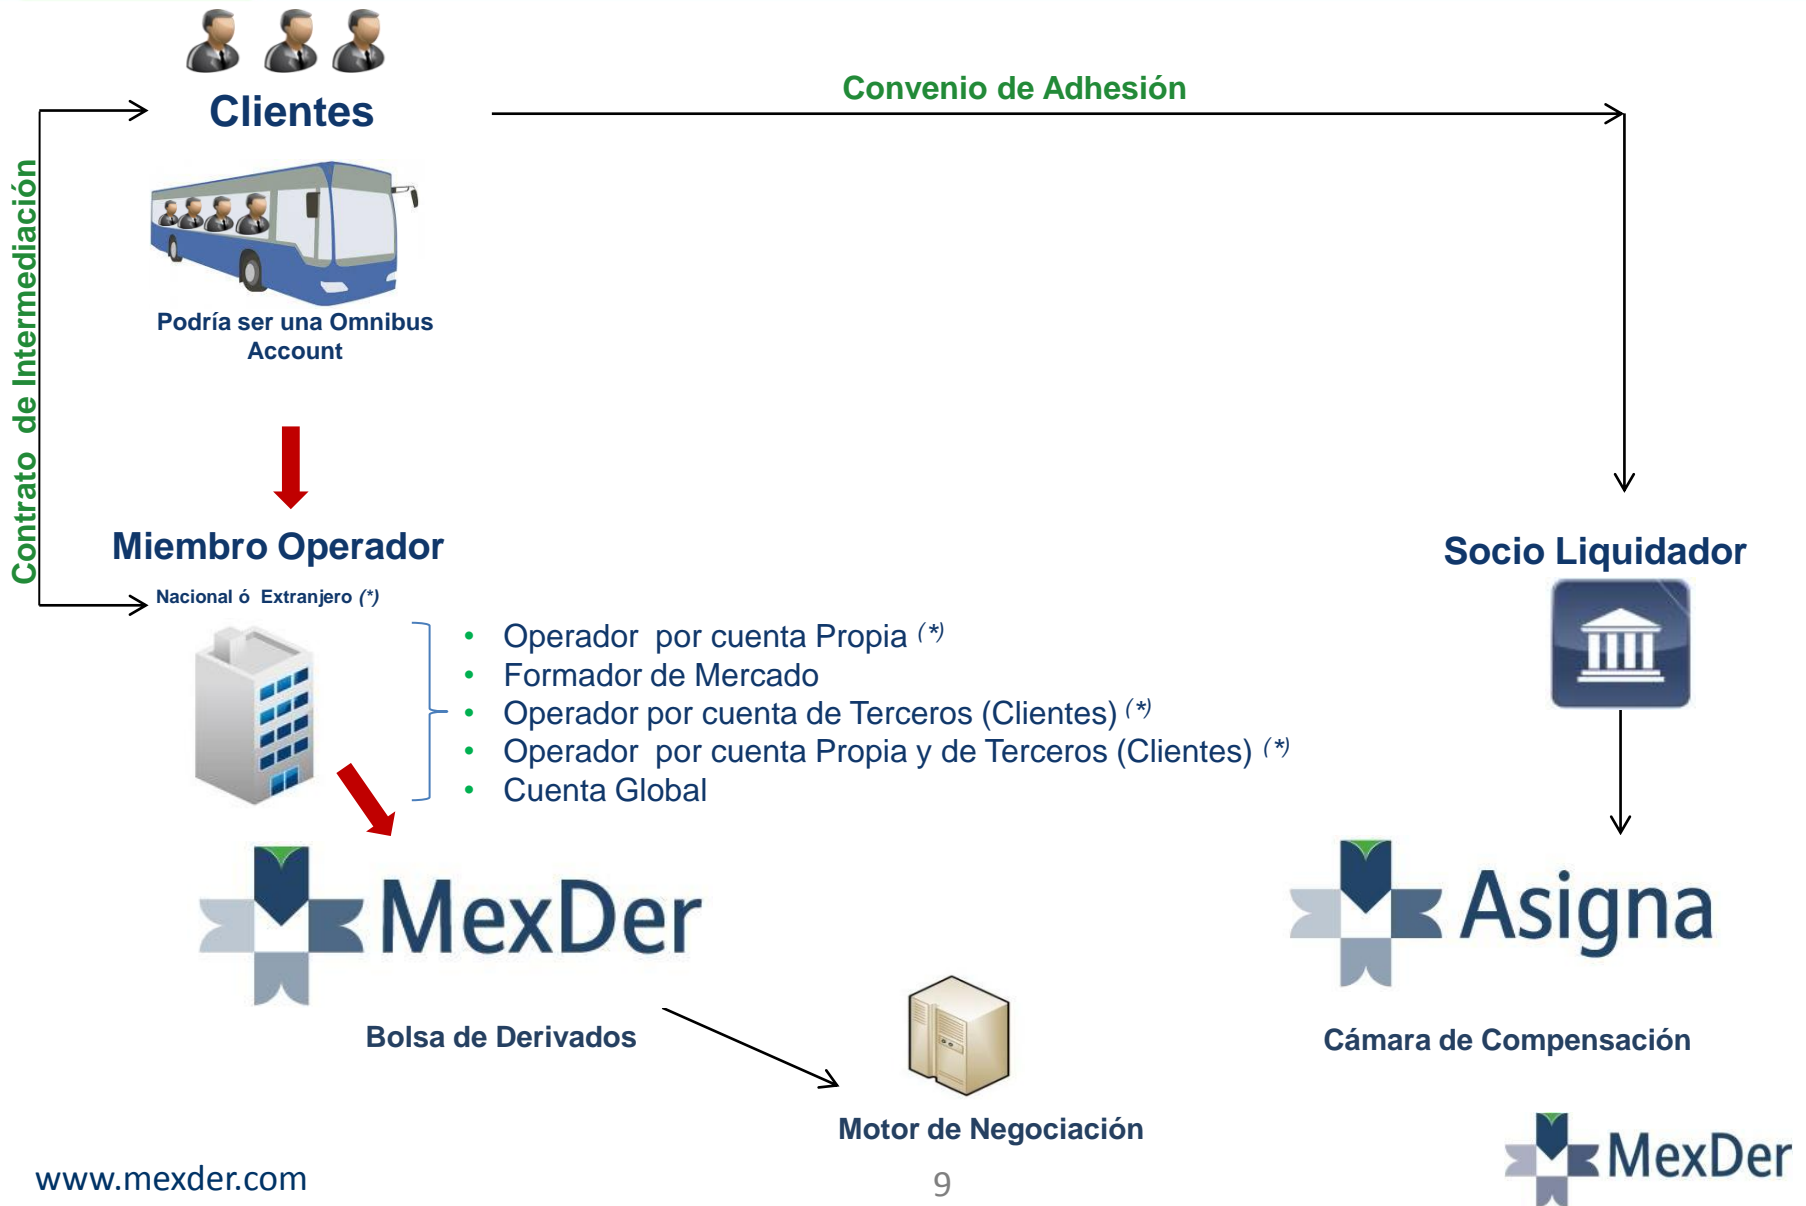 Convenio de Adhesión
Clientes
Contrato de Intermediación
Podría ser una Omnibus
Account
Miembro Operador
Nacional ó Extranjero (*)
Socio Liquidador
• Operador por cuenta Propia (*)
• Formador de Mercado
• Operador por cuenta de Terceros (Clientes) (*)
• Operador por cuenta Propia y de Terceros (Clientes) (*)
• Cuenta Global
MexDer
Asigna
Bolsa de Derivados
Cámara de Compensación
Motor de Negociación
www.mexder.com
9
MexDer